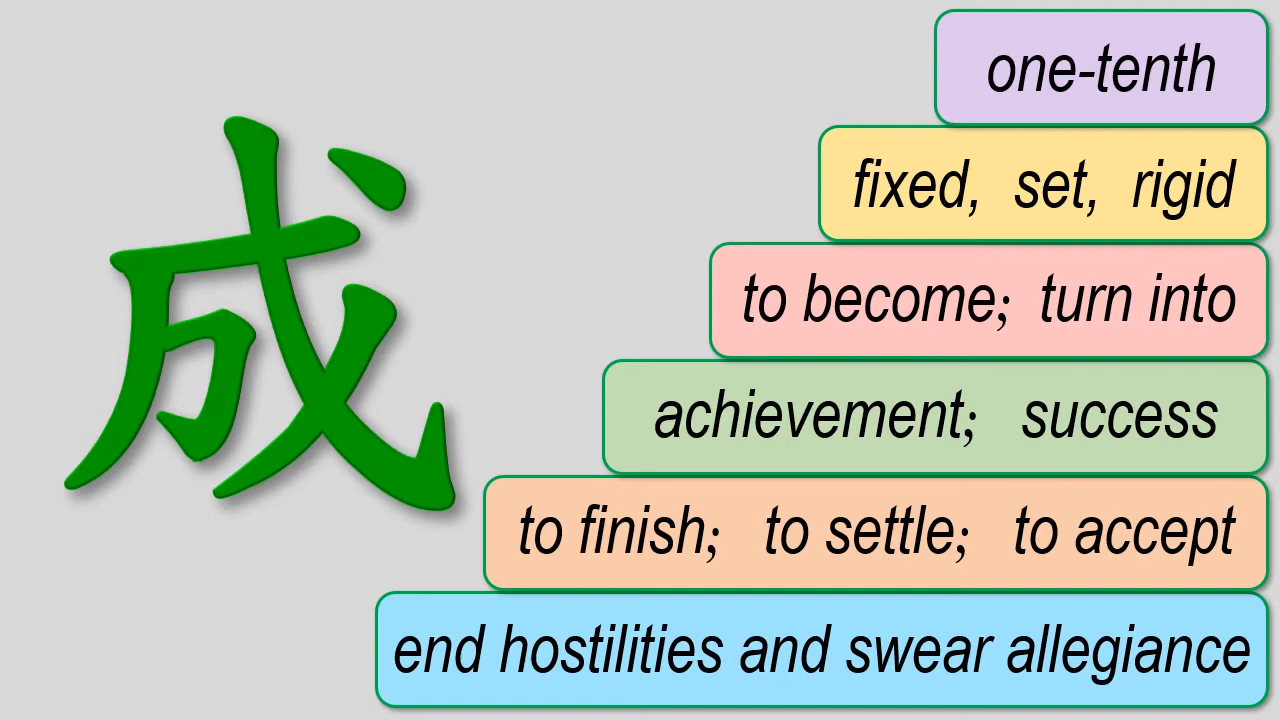 成
one-tenth
fixed, set, rigid
to become; turn into
achievement; success
to finish; to settle; to accept
end hostilities and swear allegiance